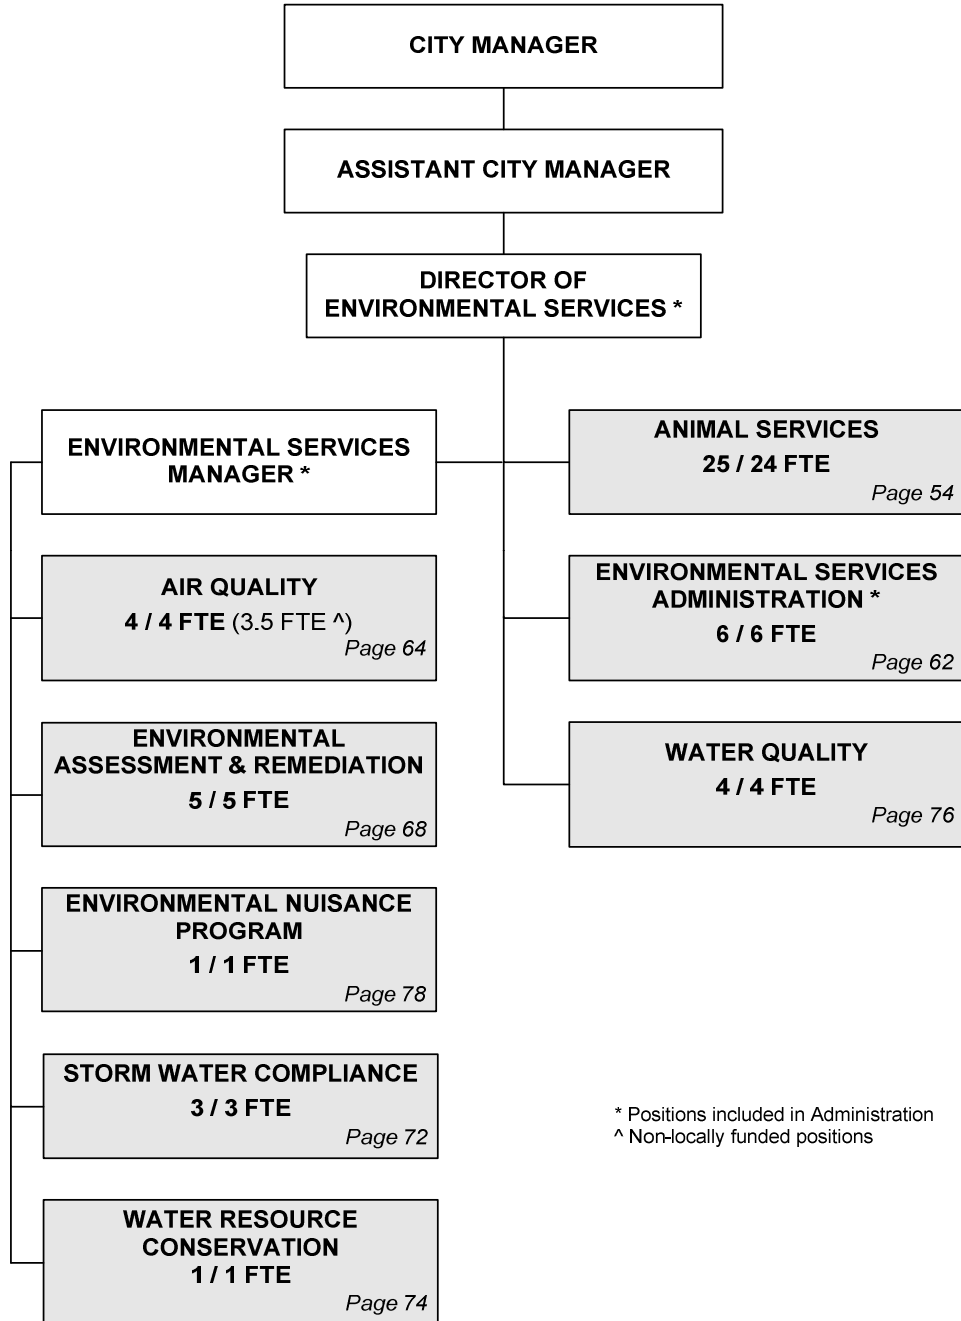 CITY MANAGER
ASSISTANT CITY MANAGER
DIRECTOR OF
ENVIRONMENTAL SERVICES *
ENVIRONMENTAL SERVICES
MANAGER *
AIR QUALITY
4 / 4 FTE (3.5 FTE ^)
Page 64
ENVIRONMENTAL
ASSESSMENT & REMEDIATION
5 / 5 FTE
Page 68
ENVIRONMENTAL NUISANCE
PROGRAM
1 / 1 FTE
Page 78
STORM WATER COMPLIANCE
3 / 3 FTE
Page 72
WATER RESOURCE
CONSERVATION
1 / 1 FTE
Page 74
ANIMAL SERVICES
25 / 24 FTE
Page 54
ENVIRONMENTAL SERVICES
ADMINISTRATION *
6 / 6 FTE
Page 62
WATER QUALITY
4 / 4 FTE
Page 76
* Positions included in Administration
^ Non-locally funded positions